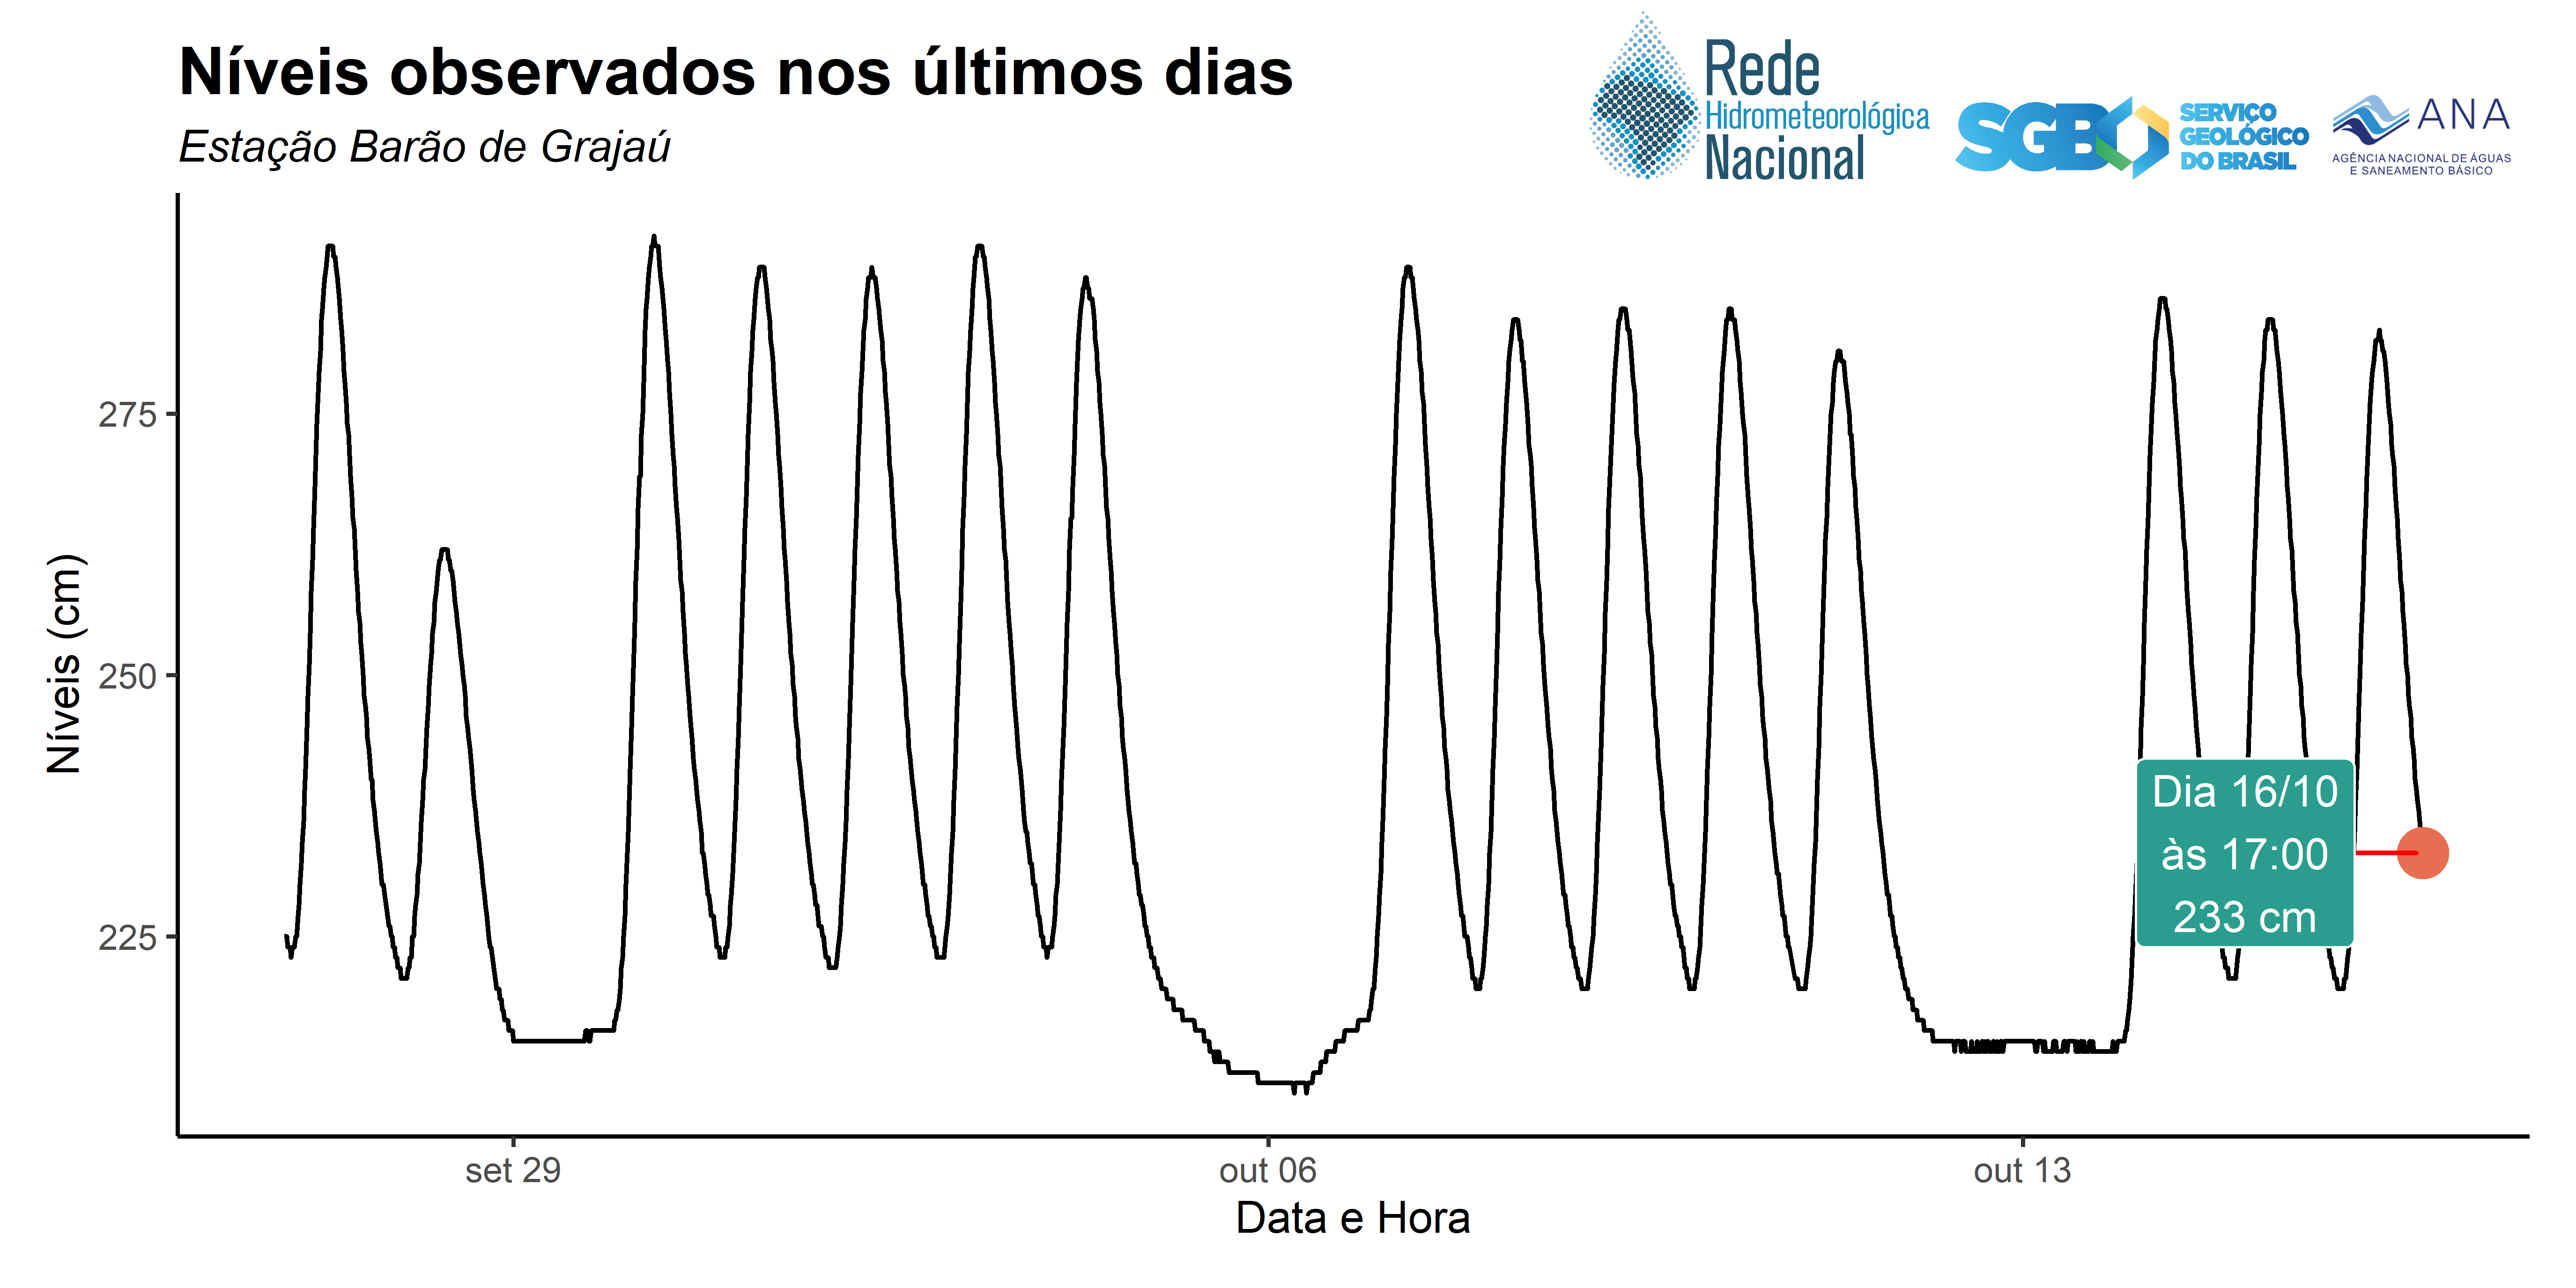 Níveis observados nos últimos dias
Estação Barão de Grajaú
Rede
Hidrometeorológica
Nacional
SGB
SERVIÇO
GEOLÓGICO
DO BRASIL
ANA
AGÊNCIA NACIONAL DE ÁGUAS
E SANEAMENTO BÁSICO
Níveis (cm)
275
250
225
Dia 16/10
às 17:00
233 cm
set 29
out 06
out 13
Data e Hora